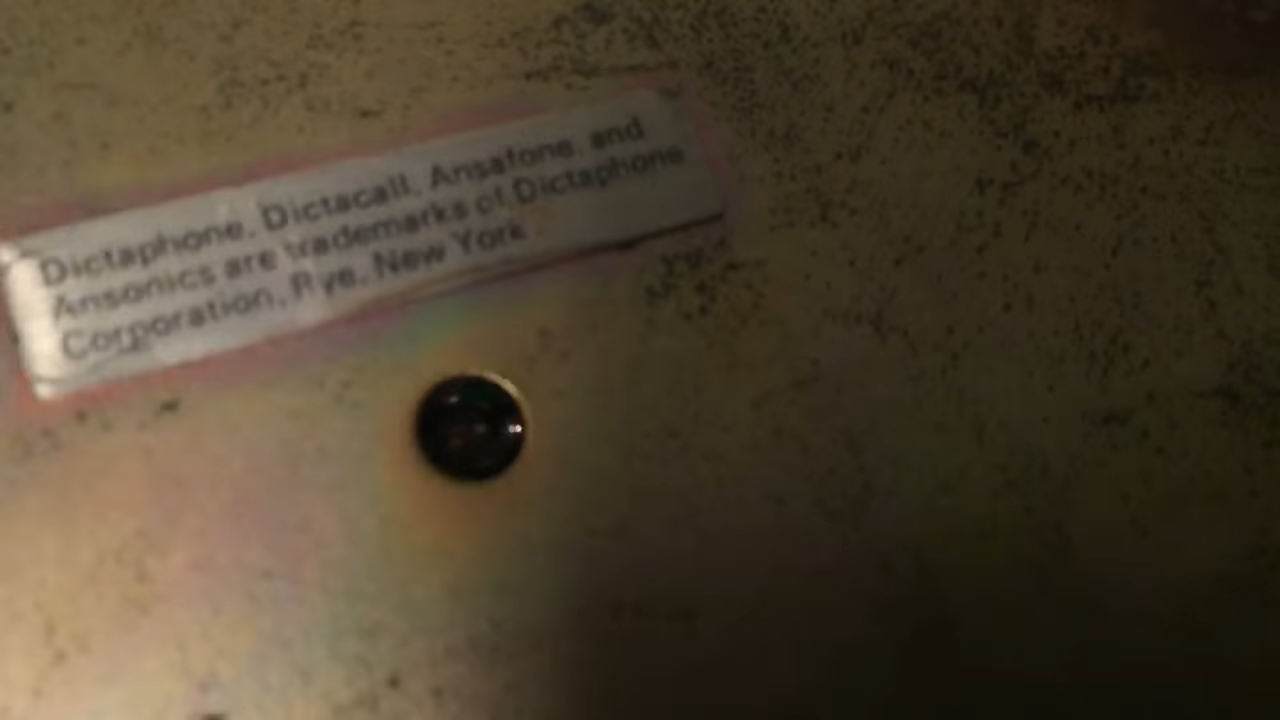 Dictaphone, Dictacall, Ansafone and
Ansonics are trademarks of Dictaphone
Corporation, Rye, New York